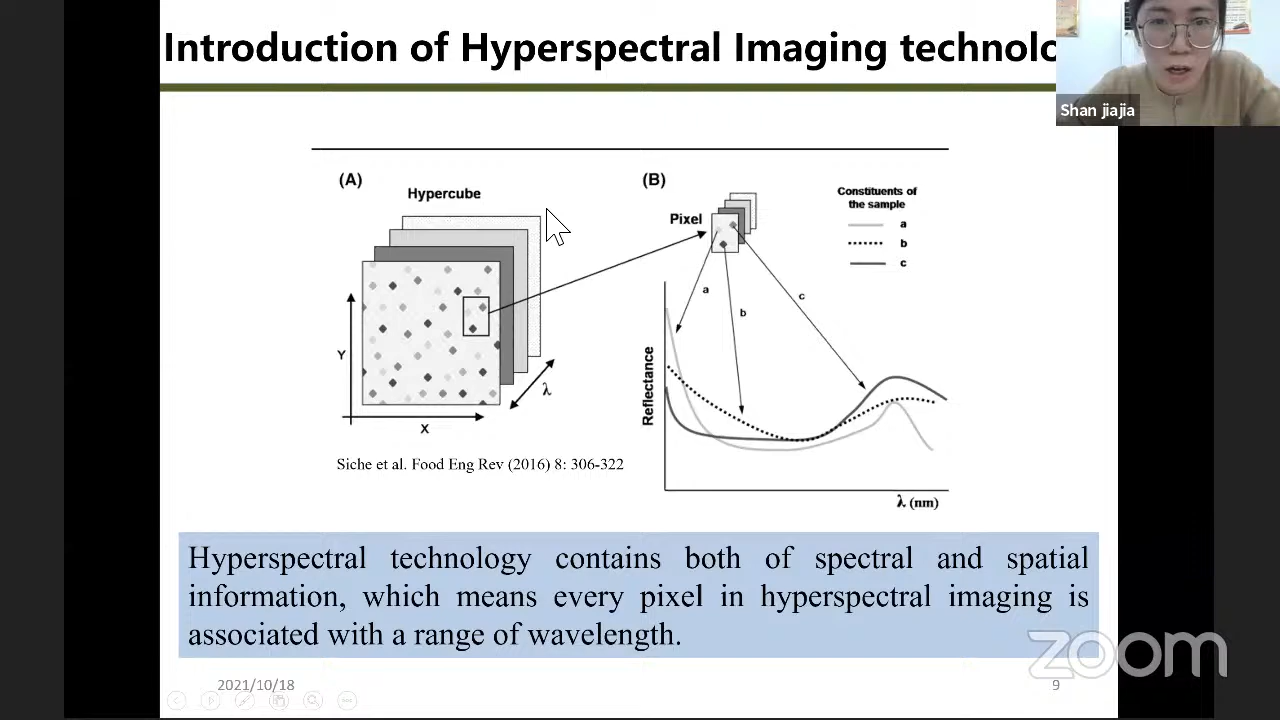 Introduction of Hyperspectral Imaging technolo
Shan jiajia
(A)
Hypercube
Y
X
λ
Siche et al. Food Eng Rev (2016) 8: 306-322
(B)
Pixel
Constituents of
the sample
a
b
c
a
b
c
Reflectance
λ (nm)
Hyperspectral technology contains both of spectral and spatial
information, which means every pixel in hyperspectral imaging is
associated with a range of wavelength.
zoom
2021/10/18
9